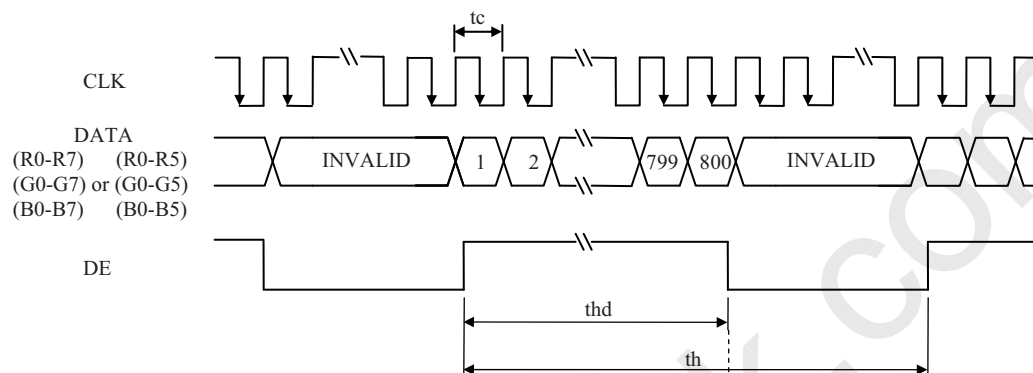 tc
CLK
DATA
(R0-R7) (R0-R5)
(G0-G7) or (G0-G5)
(B0-B7) (B0-B5)
INVALID 1 2 799 800 INVALID
DE
thd
th
k.com